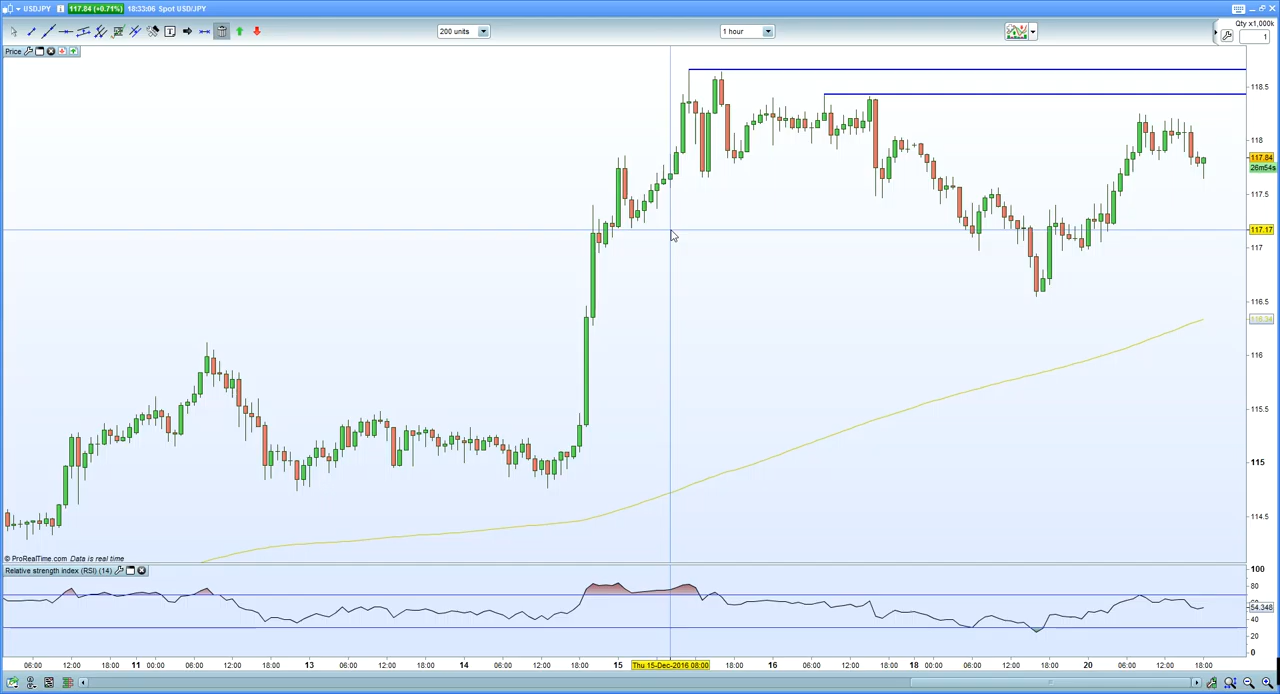 USDJPY 117.84 (+0.71%) 18:33:06 Spot USD/JPY
200 units 1 hour Qty x1,000k
1
Price
118.5
118
117.84
26m54s
117.5
117.17
117
116.5
116.34
116
115.5
115
114.5
© ProRealTime.com Data is real time
Relative strength index (RSI) (14)
100
80
54.348
40
20
0
06:00 12:00 18:00 11 00:00 06:00 12:00 13 06:00 12:00 18:00 14 06:00 12:00 18:00 15 Thu 15-Dec-2016 08:00 18:00 16 06:00 12:00 18:00 18 00:00 06:00 12:00 18:00 20 06:00 12:00 18:00